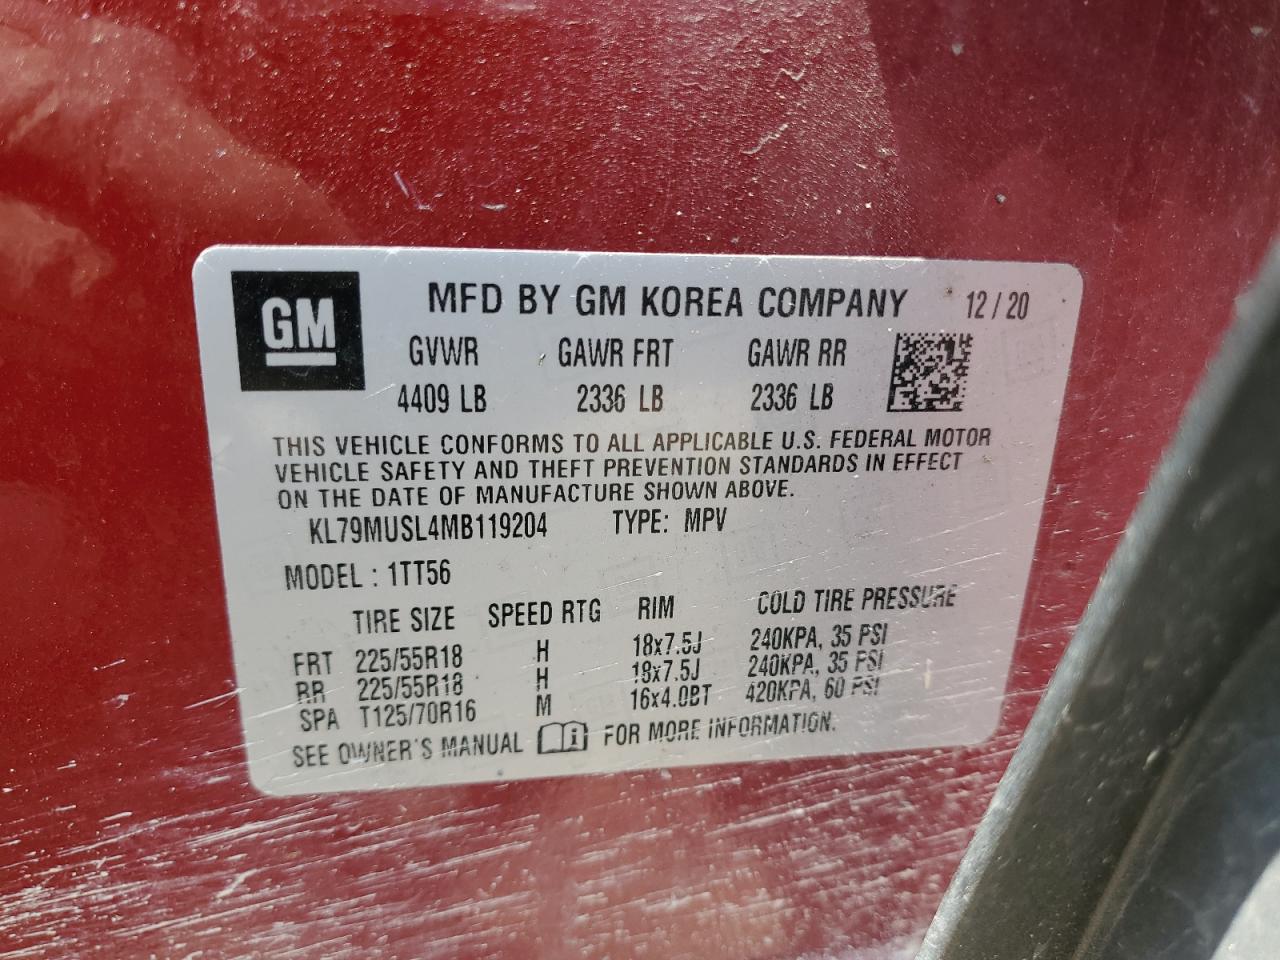 GM MFD BY GM KOREA COMPANY 12/20
GVWR GAWR FRT GAWR RR
4409 LB 2336 LB 2336 LB
THIS VEHICLE CONFORMS TO ALL APPLICABLE U.S. FEDERAL MOTOR
VEHICLE SAFETY AND THEFT PREVENTION STANDARDS IN EFFECT
ON THE DATE OF MANUFACTURE SHOWN ABOVE.
KL79MUSL4MB119204 TYPE: MPV
MODEL : 1TT56
TIRE SIZE SPEED RTG RIM COLD TIRE PRESSURE
FRT 225/55R18 H 18x7.5J 240KPA, 35 PSI
RR 225/55R18 H 18x7.5J 240KPA, 35 PSI
SPA T125/70R16 M 16x4.0BT 420KPA, 60 PSI
SEE OWNER'S MANUAL i FOR MORE INFORMATION.